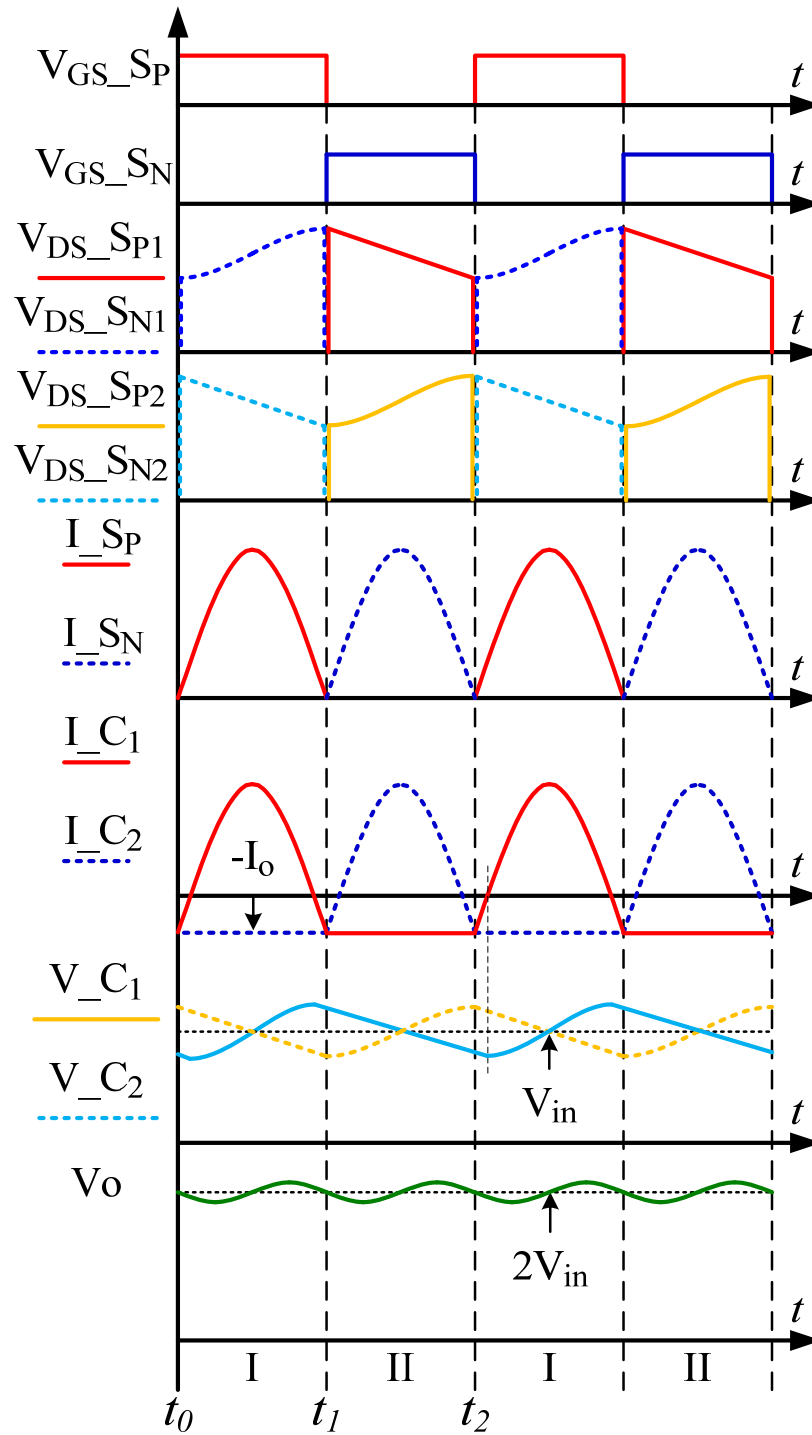 V_GS_S_P
t
V_GS_S_N
t
V_DS_S_P1
V_DS_S_N1
t
V_DS_S_P2
V_DS_S_N2
t
I_S_P
I_S_N
t
I_C_1
I_C_2
-I_o
t
V_C_1
V_C_2
V_in
t
Vo
2V_in
t
I II I II
t_0 t_1 t_2